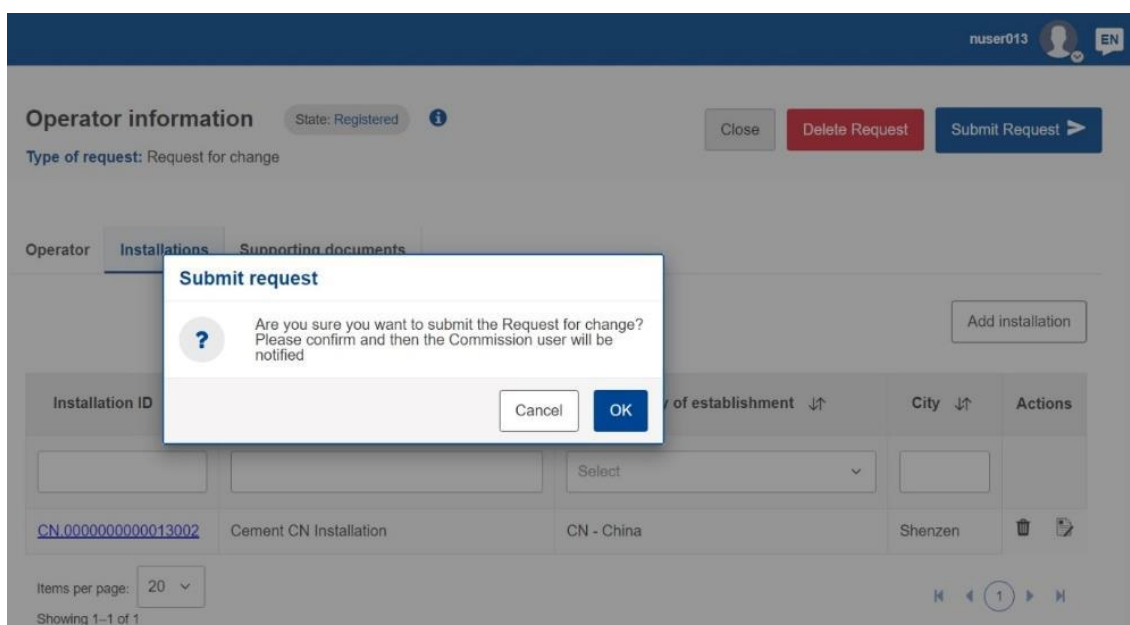 nuser013 EN
Operator information State: Registered
Close Delete Request Submit Request
Type of request: Request for change
Operator Installations Supporting documents
Submit request
Are you sure you want to submit the Request for change?
Please confirm and then the Commission user will be
notified
?
Add installation
Cancel OK
Installation ID of establishment City Actions
Select
CN.0000000000013002 Cement CN Installation CN - China Shenzen
Items per page: 20 1
Showing 1–1 of 1